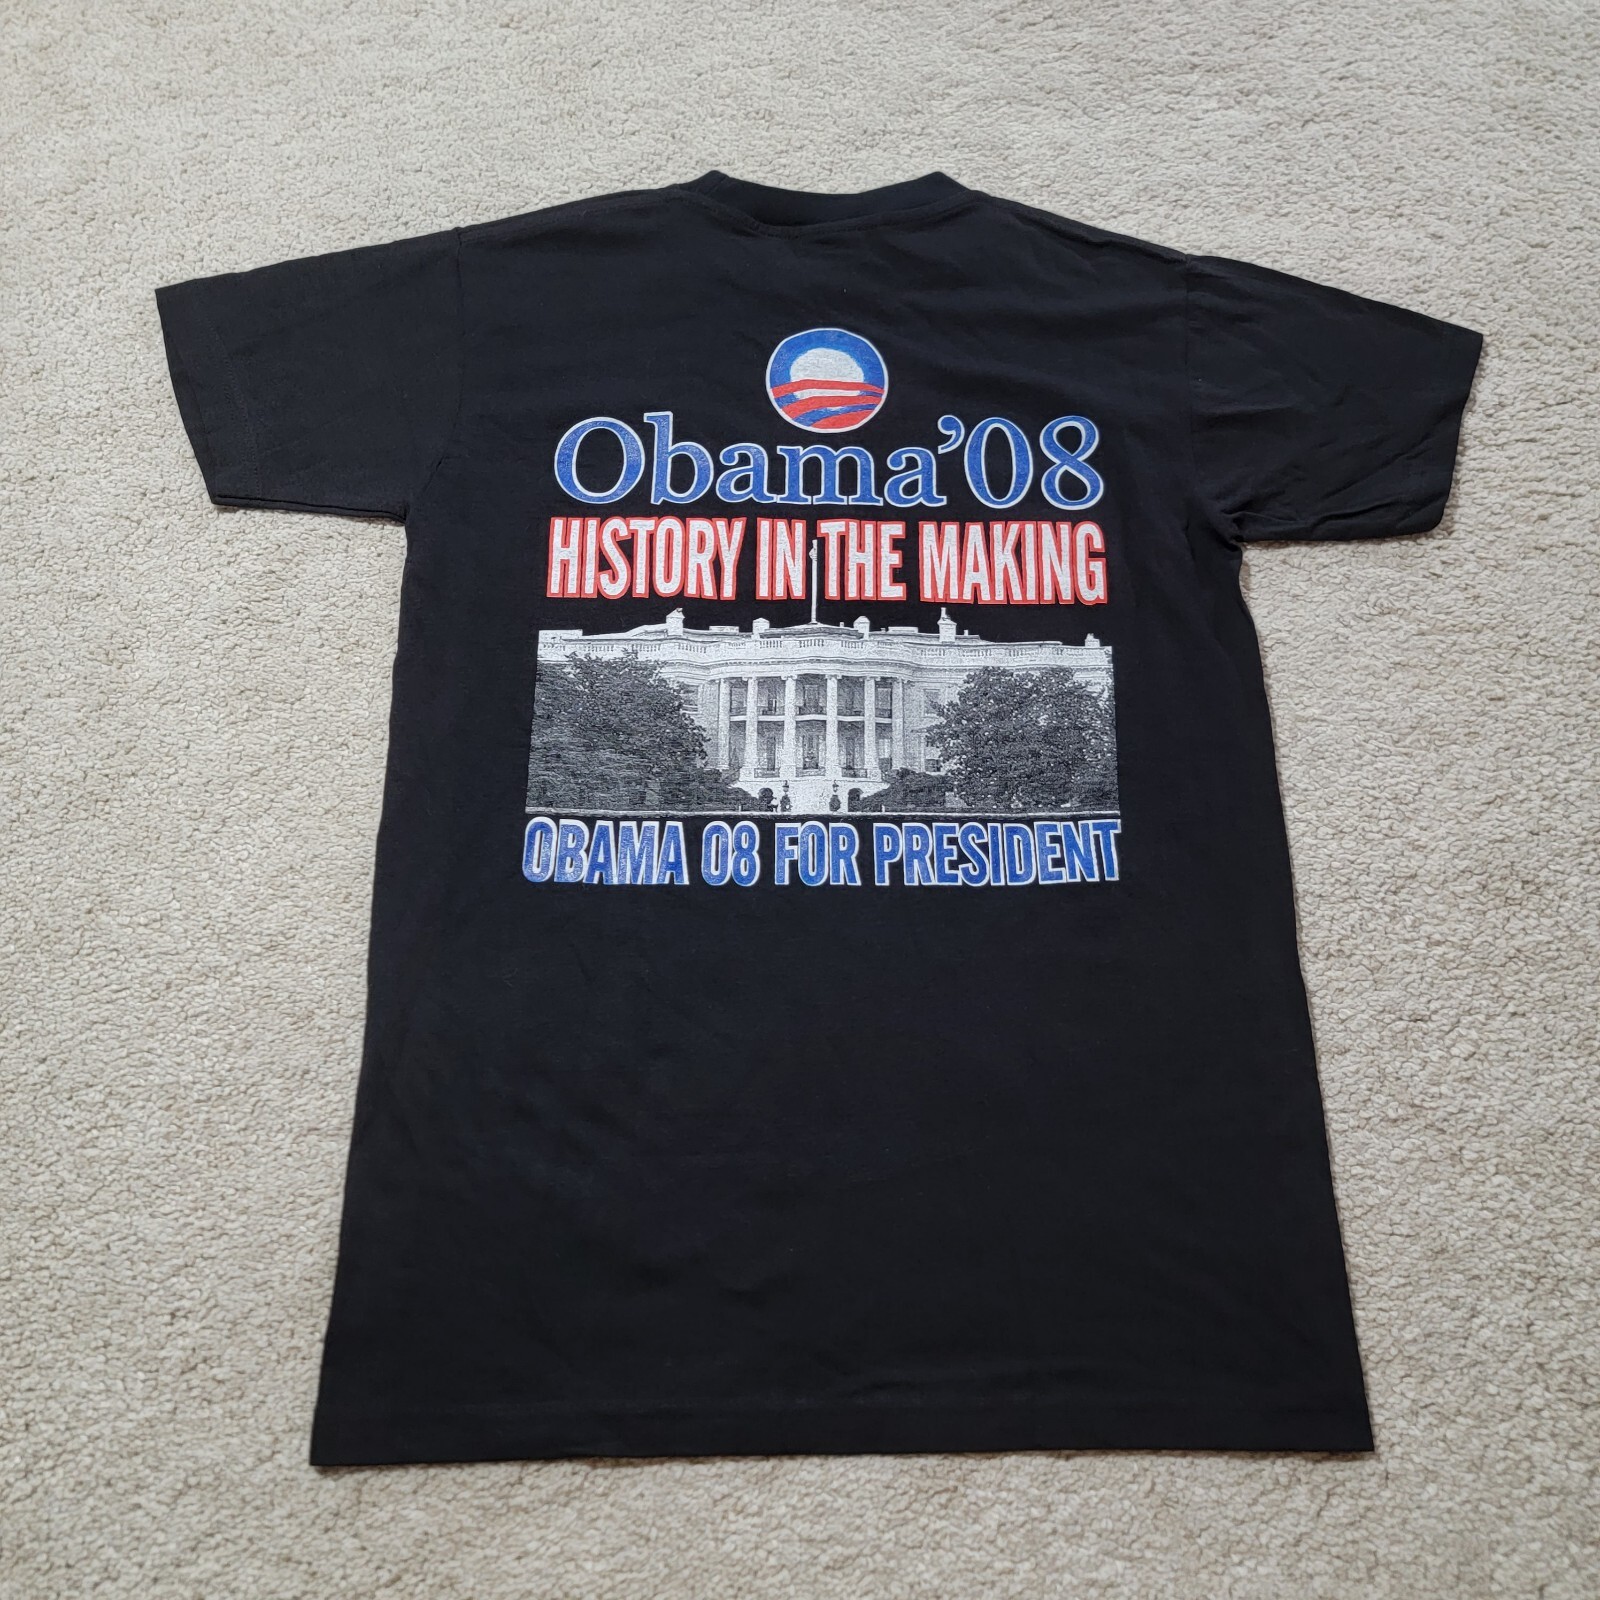 Obama'08
HISTORY IN THE MAKING
OBAMA 08 FOR PRESIDENT